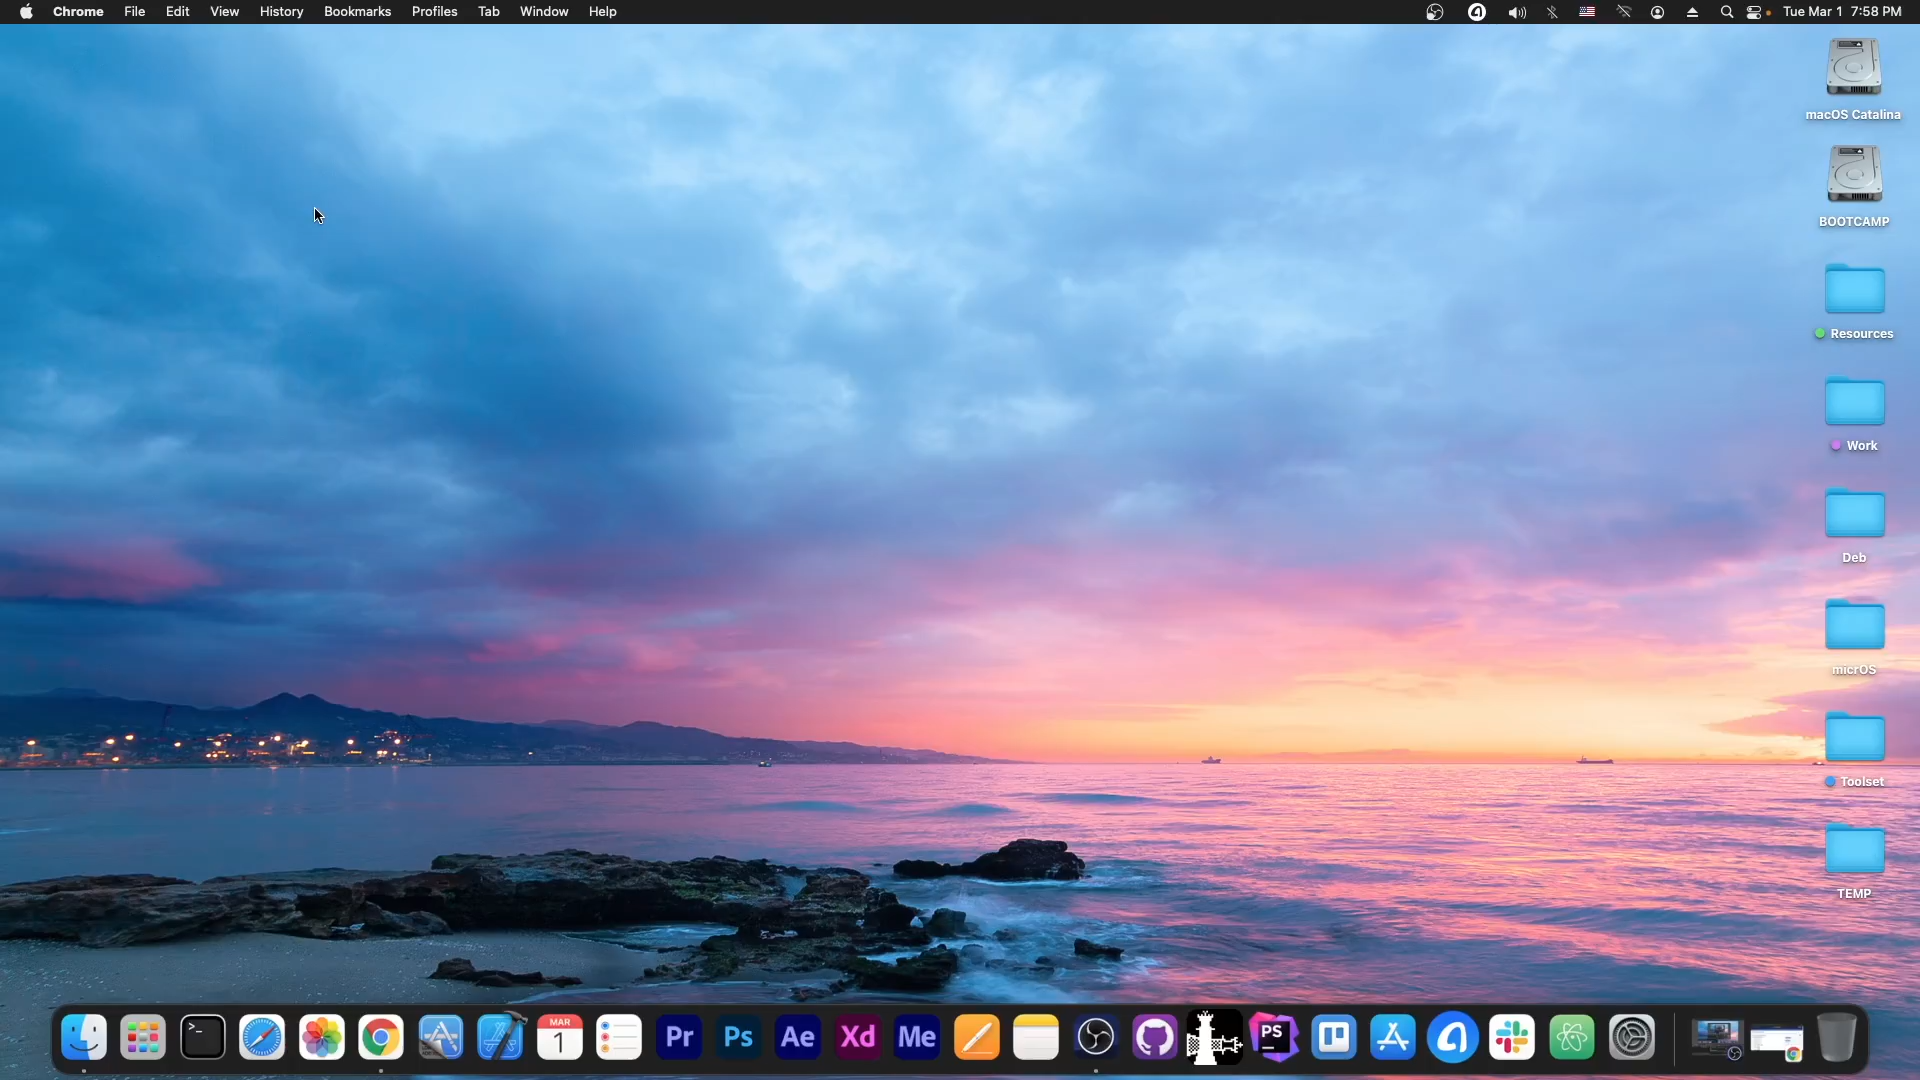 Chrome File Edit View History Bookmarks Profiles Tab Window Help
Tue Mar 1 7:58 PM
macOS Catalina
BOOTCAMP
Resources
Work
Deb
micrOS
Toolset
TEMP
>_
MAR
1
Pr
Ps
Ae
Xd
Me
PS